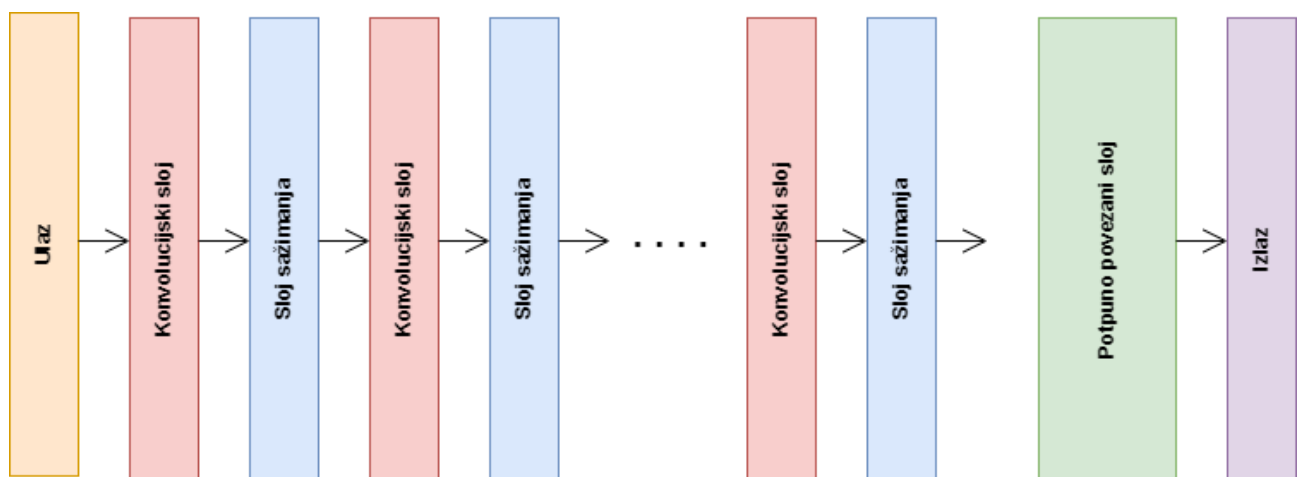 Ulaz
Konvolucijski sloj
Sloj sažimanja
Konvolucijski sloj
Sloj sažimanja
. . . .
Konvolucijski sloj
Sloj sažimanja
Potpuno povezani sloj
Izlaz